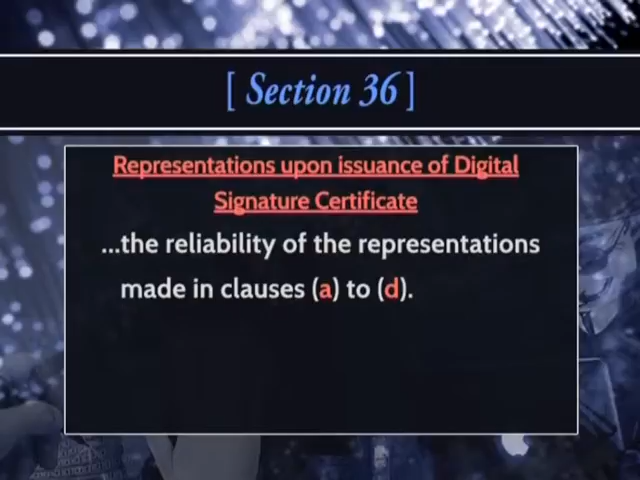 [ Section 36 ]
Representations upon issuance of Digital
Signature Certificate
...the reliability of the representations
made in clauses (a) to (d).